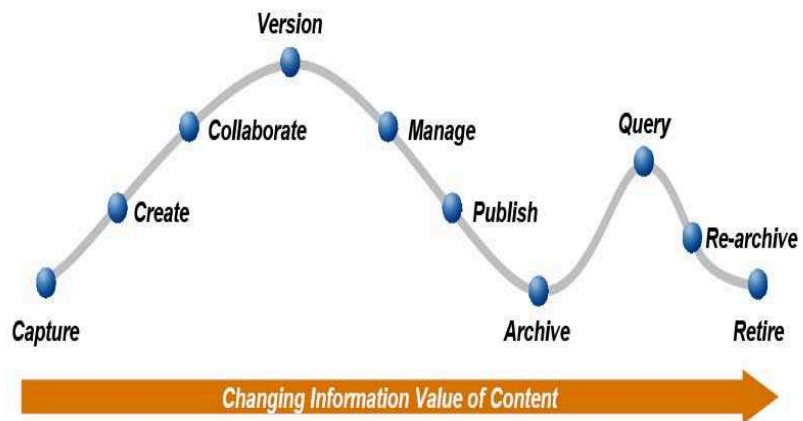 Version
Collaborate
Manage
Query
Create
Publish
Re-archive
Capture
Archive
Retire
Changing Information Value of Content